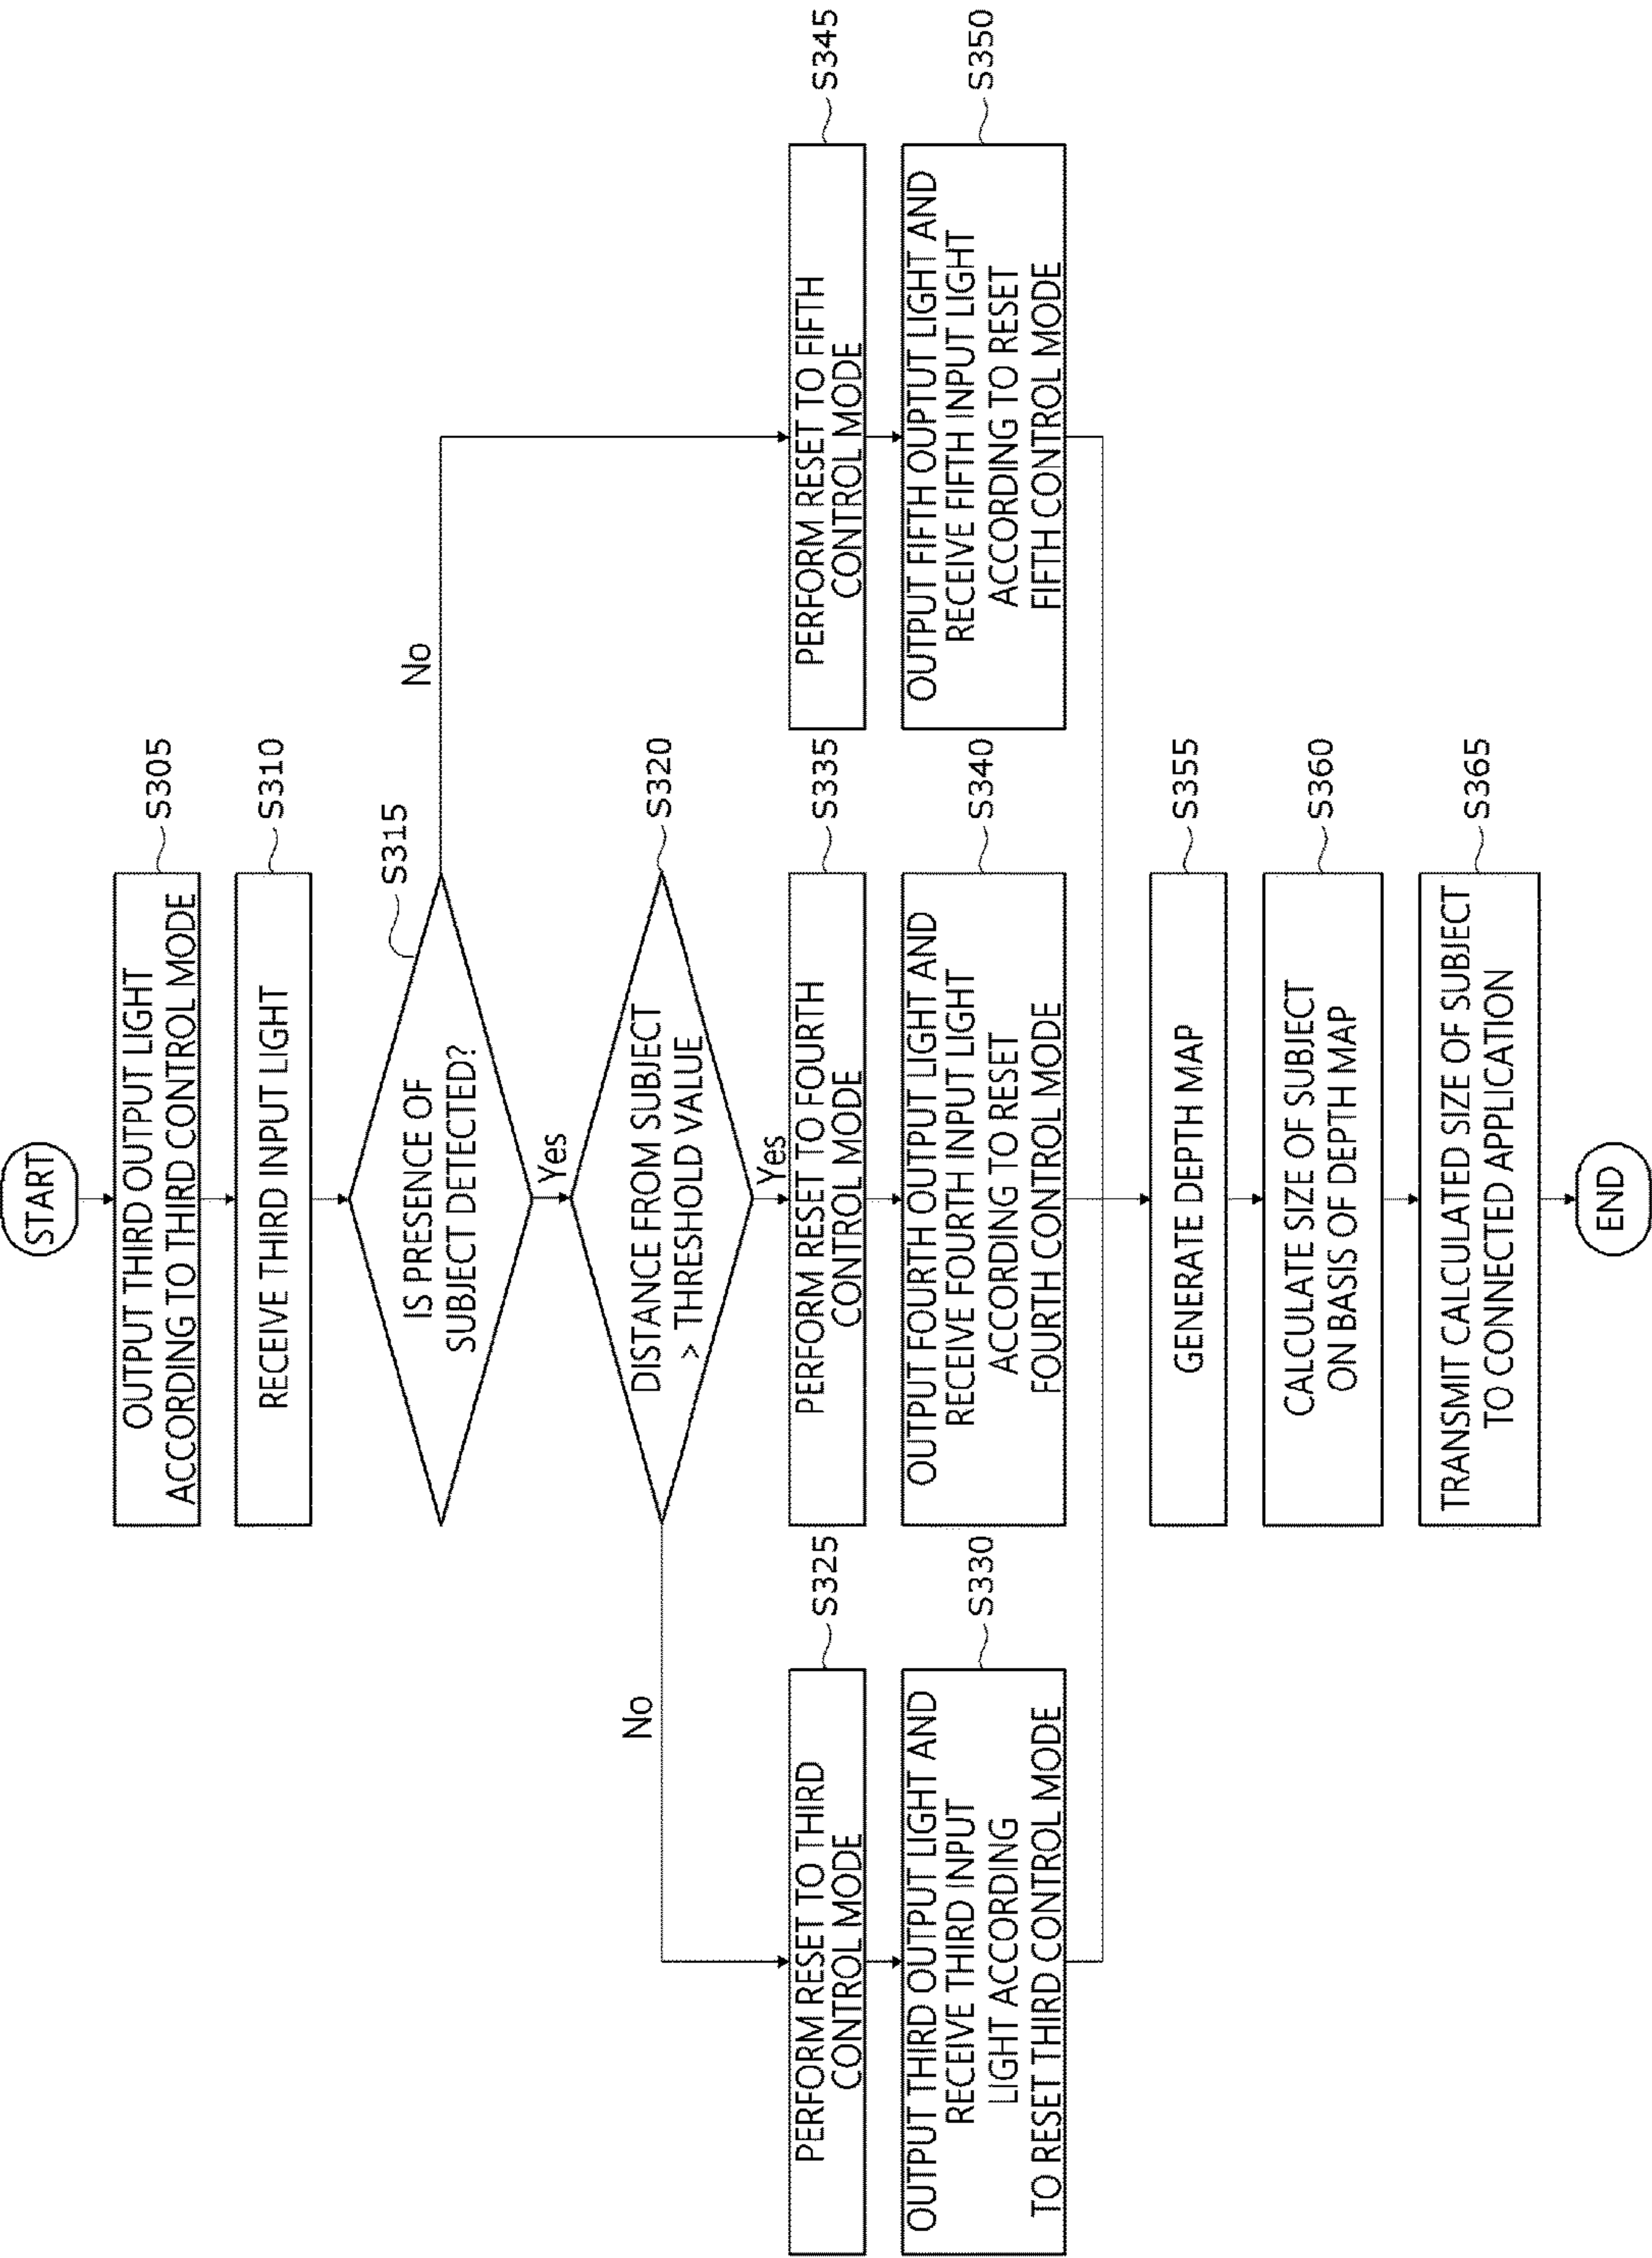 START
OUTPUT THIRD OUTPUT LIGHT
ACCORDING TO THIRD CONTROL MODE
S305
RECEIVE THIRD INPUT LIGHT
S310
IS PRESENCE OF
SUBJECT DETECTED?
S315
No
Yes
DISTANCE FROM SUBJECT
> THRESHOLD VALUE
S320
No
Yes
PERFORM RESET TO THIRD
CONTROL MODE
S325
PERFORM RESET TO FOURTH
CONTROL MODE
S335
PERFORM RESET TO FIFTH
CONTROL MODE
S345
OUTPUT THIRD OUTPUT LIGHT AND
RECEIVE THIRD INPUT
LIGHT ACCORDING
TO RESET THIRD CONTROL MODE
S330
OUTPUT FOURTH OUTPUT LIGHT AND
RECEIVE FOURTH INPUT LIGHT
ACCORDING TO RESET
FOURTH CONTROL MODE
S340
OUTPUT FIFTH OUPTUT LIGHT AND
RECEIVE FIFTH INPUT LIGHT
ACCORDING TO RESET
FIFTH CONTROL MODE
S350
GENERATE DEPTH MAP
S355
CALCULATE SIZE OF SUBJECT
ON BASIS OF DEPTH MAP
S360
TRANSMIT CALCULATED SIZE OF SUBJECT
TO CONNECTED APPLICATION
S365
END